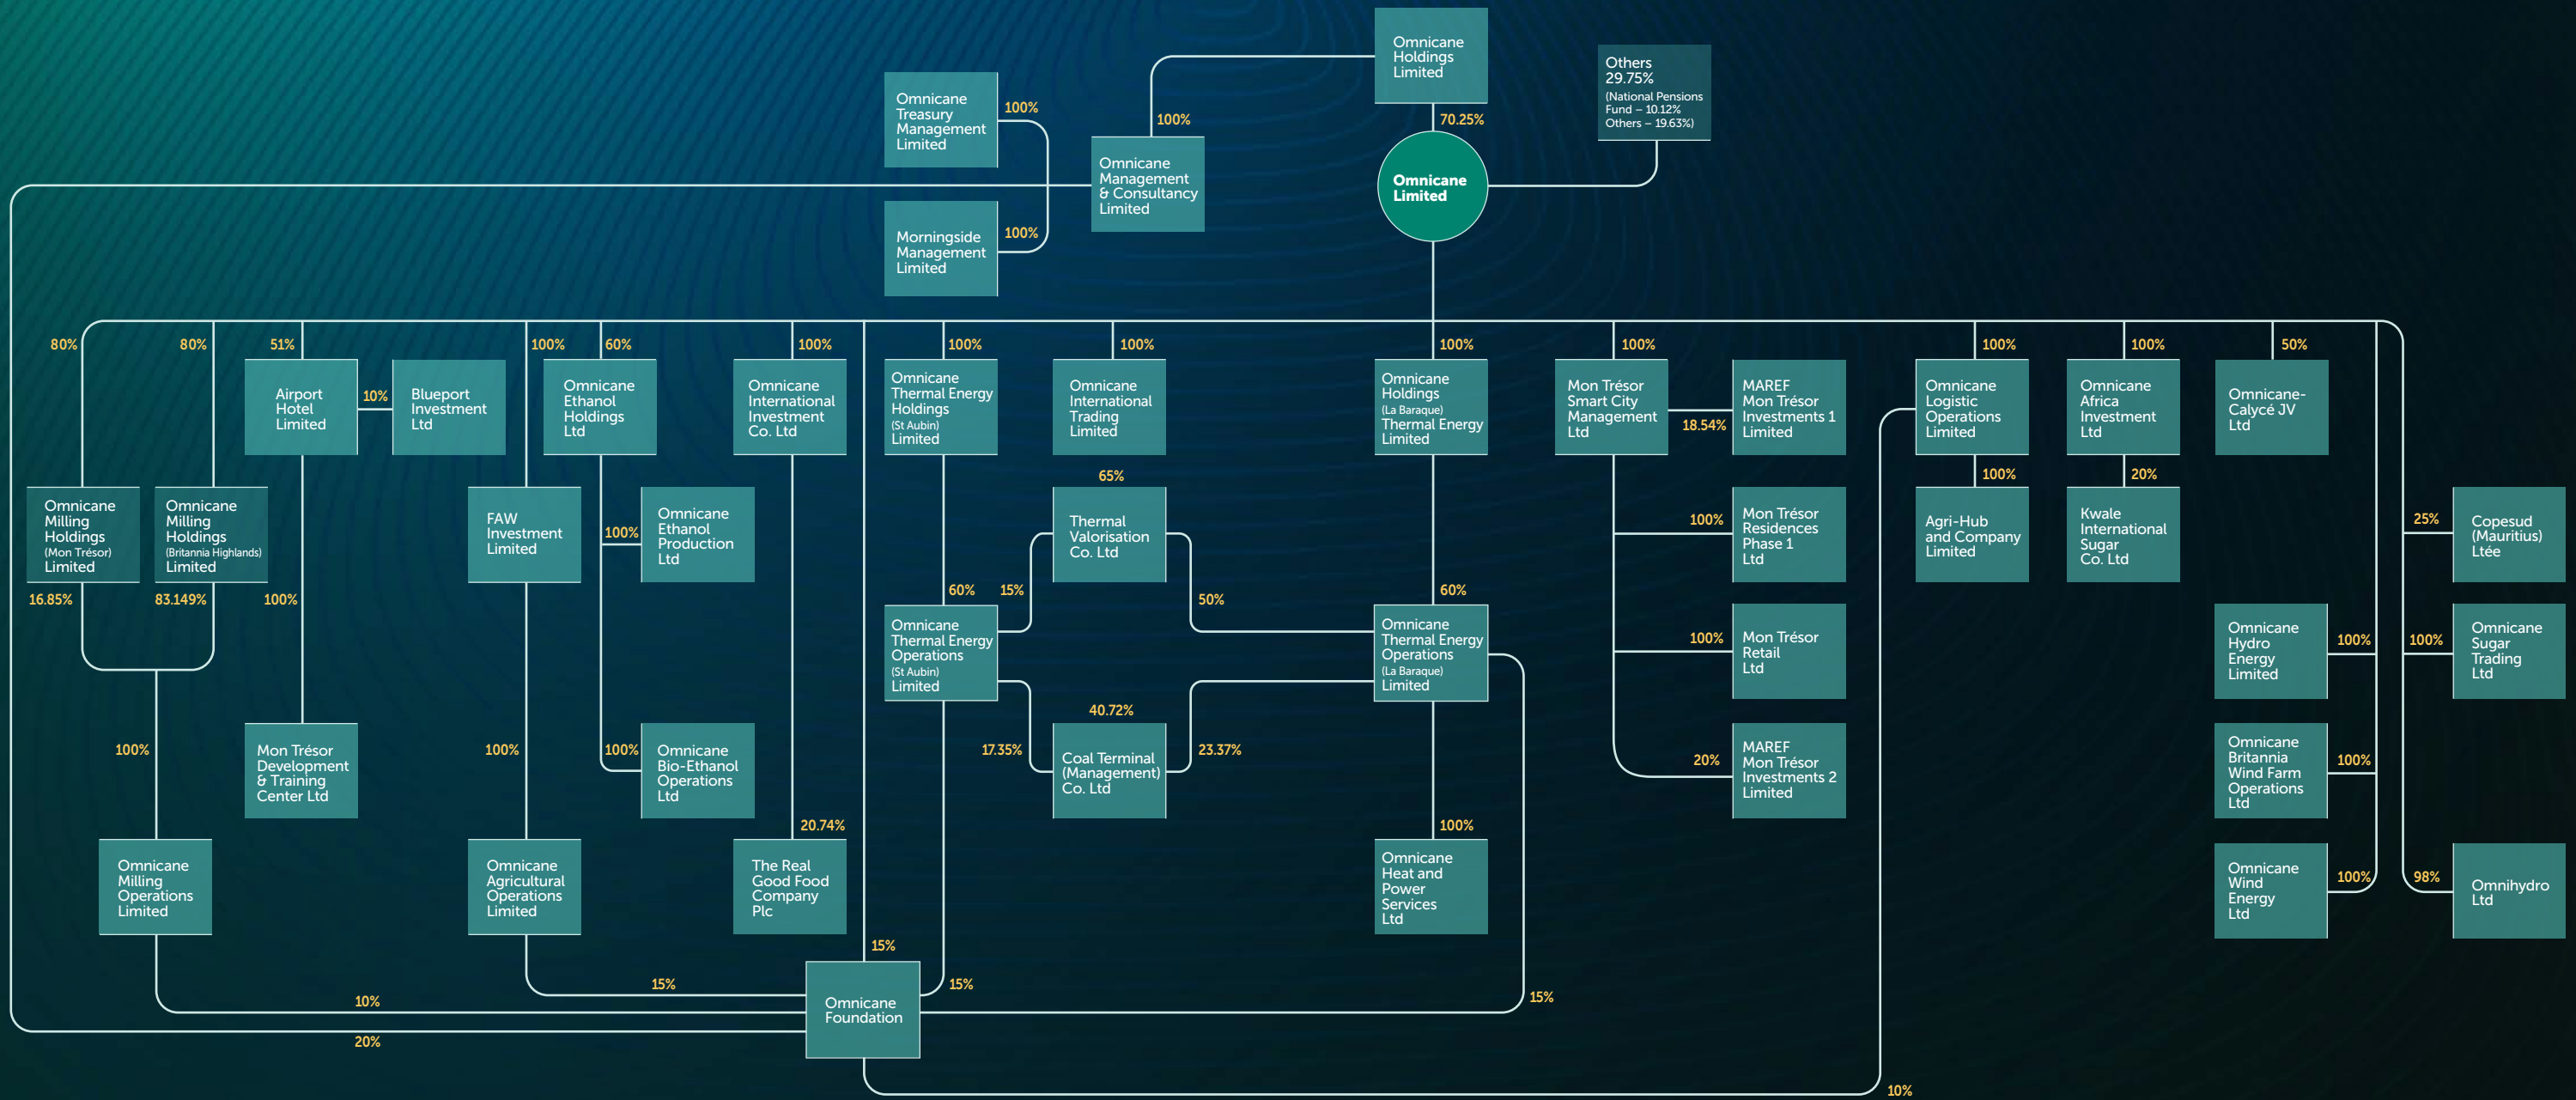 Omnicane
Holdings
Limited
Others
29.75%
(National Pensions
Fund – 10.12%
Others – 19.63%)
Omnicane
Treasury
Management
Limited
100%
100%
70.25%
Omnicane
Management
& Consultancy
Limited
Omnicane
Limited
Morningside
Management
Limited
100%
80%
80%
51%
100%
60%
100%
100%
100%
100%
100%
100%
100%
50%
Airport
Hotel
Limited
10%
Blueport
Investment
Ltd
Omnicane
Ethanol
Holdings
Ltd
Omnicane
International
Investment
Co. Ltd
Omnicane
Thermal Energy
Holdings
(St Aubin)
Limited
Omnicane
International
Trading
Limited
Omnicane
Holdings
(La Baraque)
Thermal Energy
Limited
Mon Trésor
Smart City
Management
Ltd
18.54%
MAREF
Mon Trésor
Investments 1
Limited
Omnicane
Logistic
Operations
Limited
Omnicane
Africa
Investment
Ltd
Omnicane-
Calycé JV
Ltd
65%
100%
20%
Omnicane
Milling
Holdings
(Mon Trésor)
Limited
Omnicane
Milling
Holdings
(Britannia Highlands)
Limited
FAW
Investment
Limited
100%
Omnicane
Ethanol
Production
Ltd
Thermal
Valorisation
Co. Ltd
100%
Mon Trésor
Residences
Phase 1
Ltd
Agri-Hub
and Company
Limited
Kwale
International
Sugar
Co. Ltd
25%
Copesud
(Mauritius)
Ltée
16.85%
83.149%
100%
60%
15%
50%
60%
Omnicane
Thermal Energy
Operations
(St Aubin)
Limited
Omnicane
Thermal Energy
Operations
(La Baraque)
Limited
100%
Mon Trésor
Retail
Ltd
Omnicane
Hydro
Energy
Limited
100%
100%
Omnicane
Sugar
Trading
Ltd
40.72%
100%
Mon Trésor
Development
& Training
Center Ltd
100%
100%
Omnicane
Bio-Ethanol
Operations
Ltd
17.35%
Coal Terminal
(Management)
Co. Ltd
23.37%
20%
MAREF
Mon Trésor
Investments 2
Limited
Omnicane
Britannia
Wind Farm
Operations
Ltd
100%
20.74%
100%
Omnicane
Milling
Operations
Limited
Omnicane
Agricultural
Operations
Limited
The Real
Good Food
Company
Plc
Omnicane
Heat and
Power
Services
Ltd
Omnicane
Wind
Energy
Ltd
100%
98%
Omnihydro
Ltd
15%
15%
15%
10%
15%
Omnicane
Foundation
20%
10%